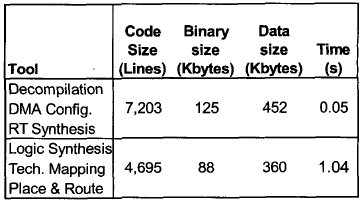 Tool Code Size (Lines) Binary size (Kbytes) Data size (Kbytes) Time (s)
Decompilation
DMA Config. 7,203 125 452 0.05
RT Synthesis
Logic Synthesis
Tech. Mapping 4,695 88 360 1.04
Place & Route